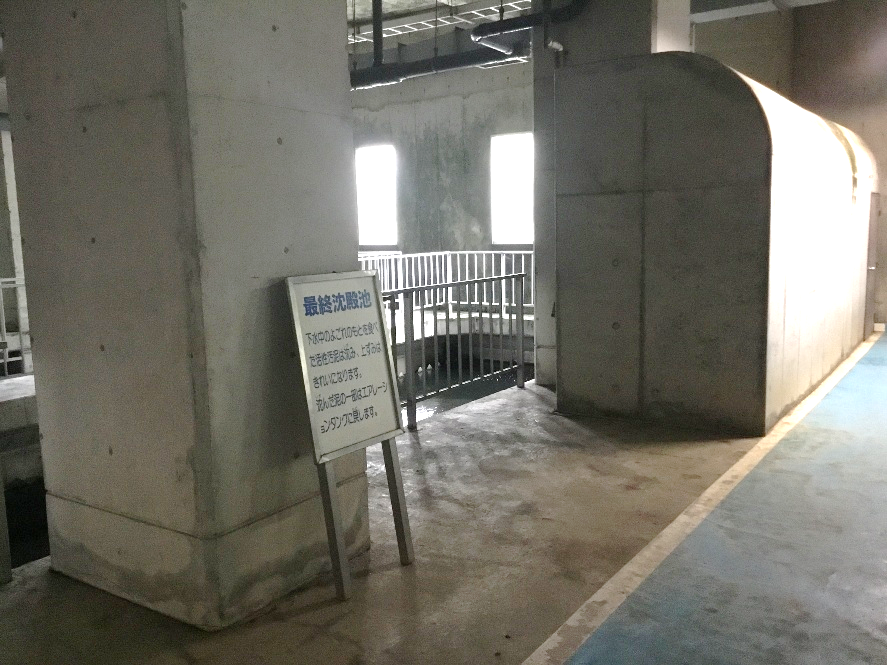 最終沈殿池
下水中のよごれのもとを食べ
た活性汚泥は沈み、上ずみは
きれいになります。
沈んだ泥の一部はエアレーシ
ョンタンクに戻します。